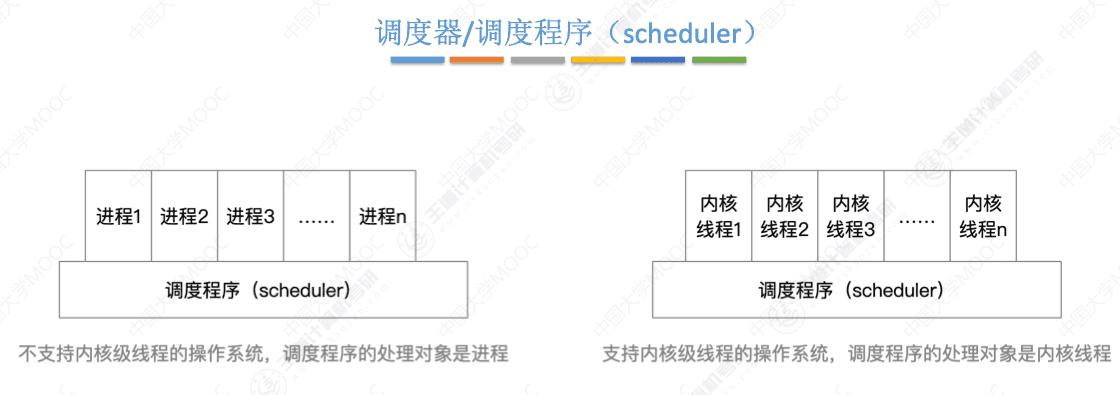 调度器/调度程序（scheduler）
进程1 进程2 进程3 …… 进程n
调度程序（scheduler）
不支持内核级线程的操作系统，调度程序的处理对象是进程
内核线程1 内核线程2 内核线程3 …… 内核线程n
调度程序（scheduler）
支持内核级线程的操作系统，调度程序的处理对象是内核线程
中国大学MOOC
王道计算机考研